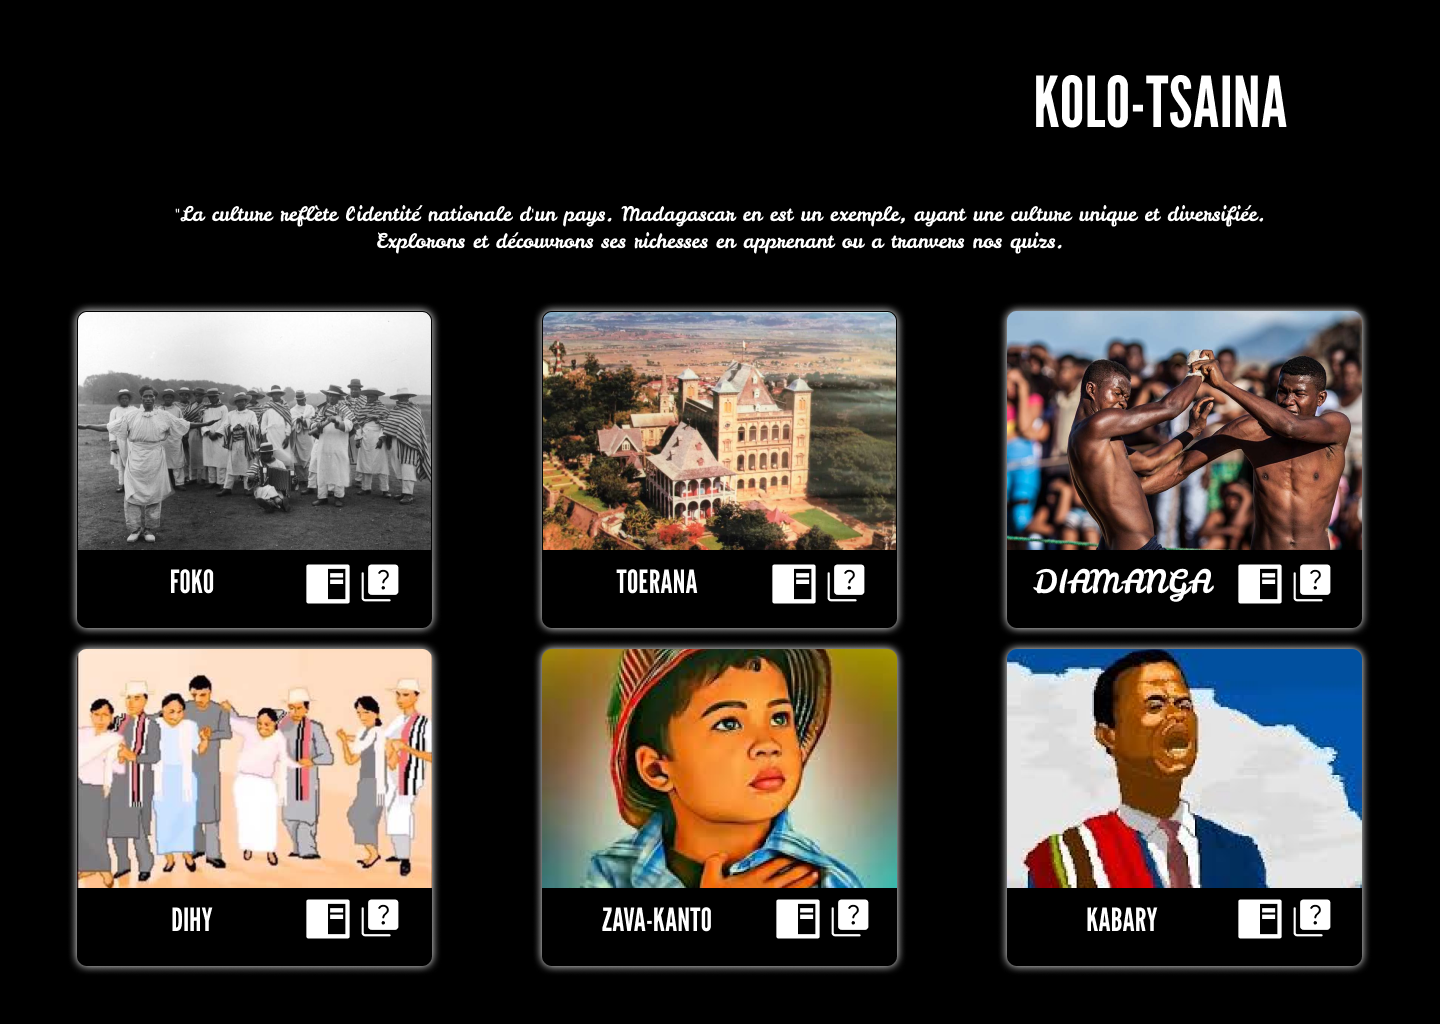 KOLO-TSAINA
"La culture reflète l'identité nationale d'un pays. Madagascar en est un exemple, ayant une culture unique et diversifiée.
Explorons et découvrons ses richesses en apprenant ou a tranvers nos quizs.
FOKO
?
TOERANA
?
DIAMANGA
?
DIHY
?
ZAVA-KANTO
?
KABARY
?